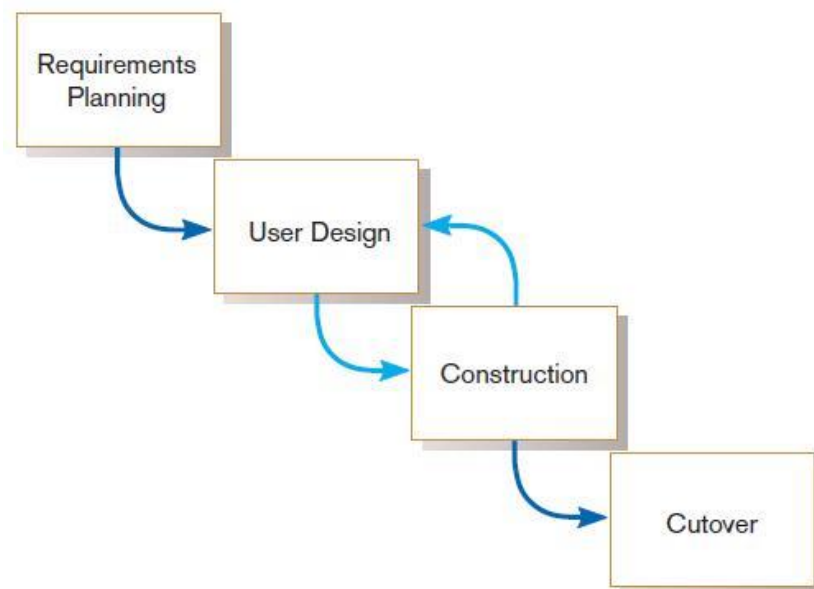 Requirements
Planning
User Design
Construction
Cutover